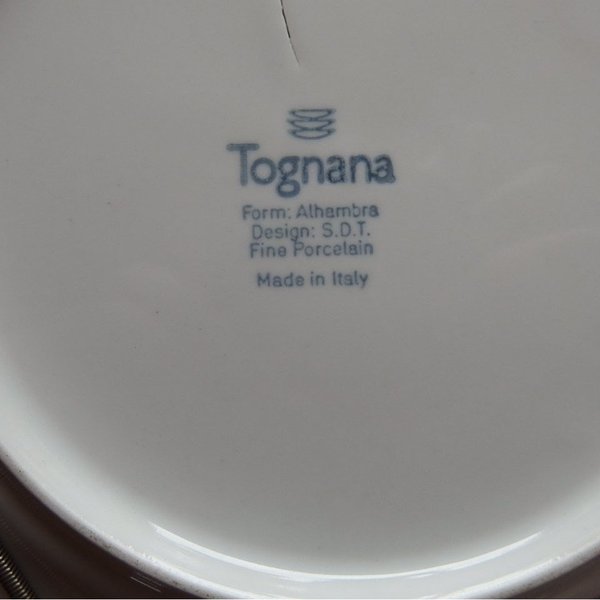 Tognana
Form: Alhambra
Design: S.D.T.
Fine Porcelain
Made in Italy